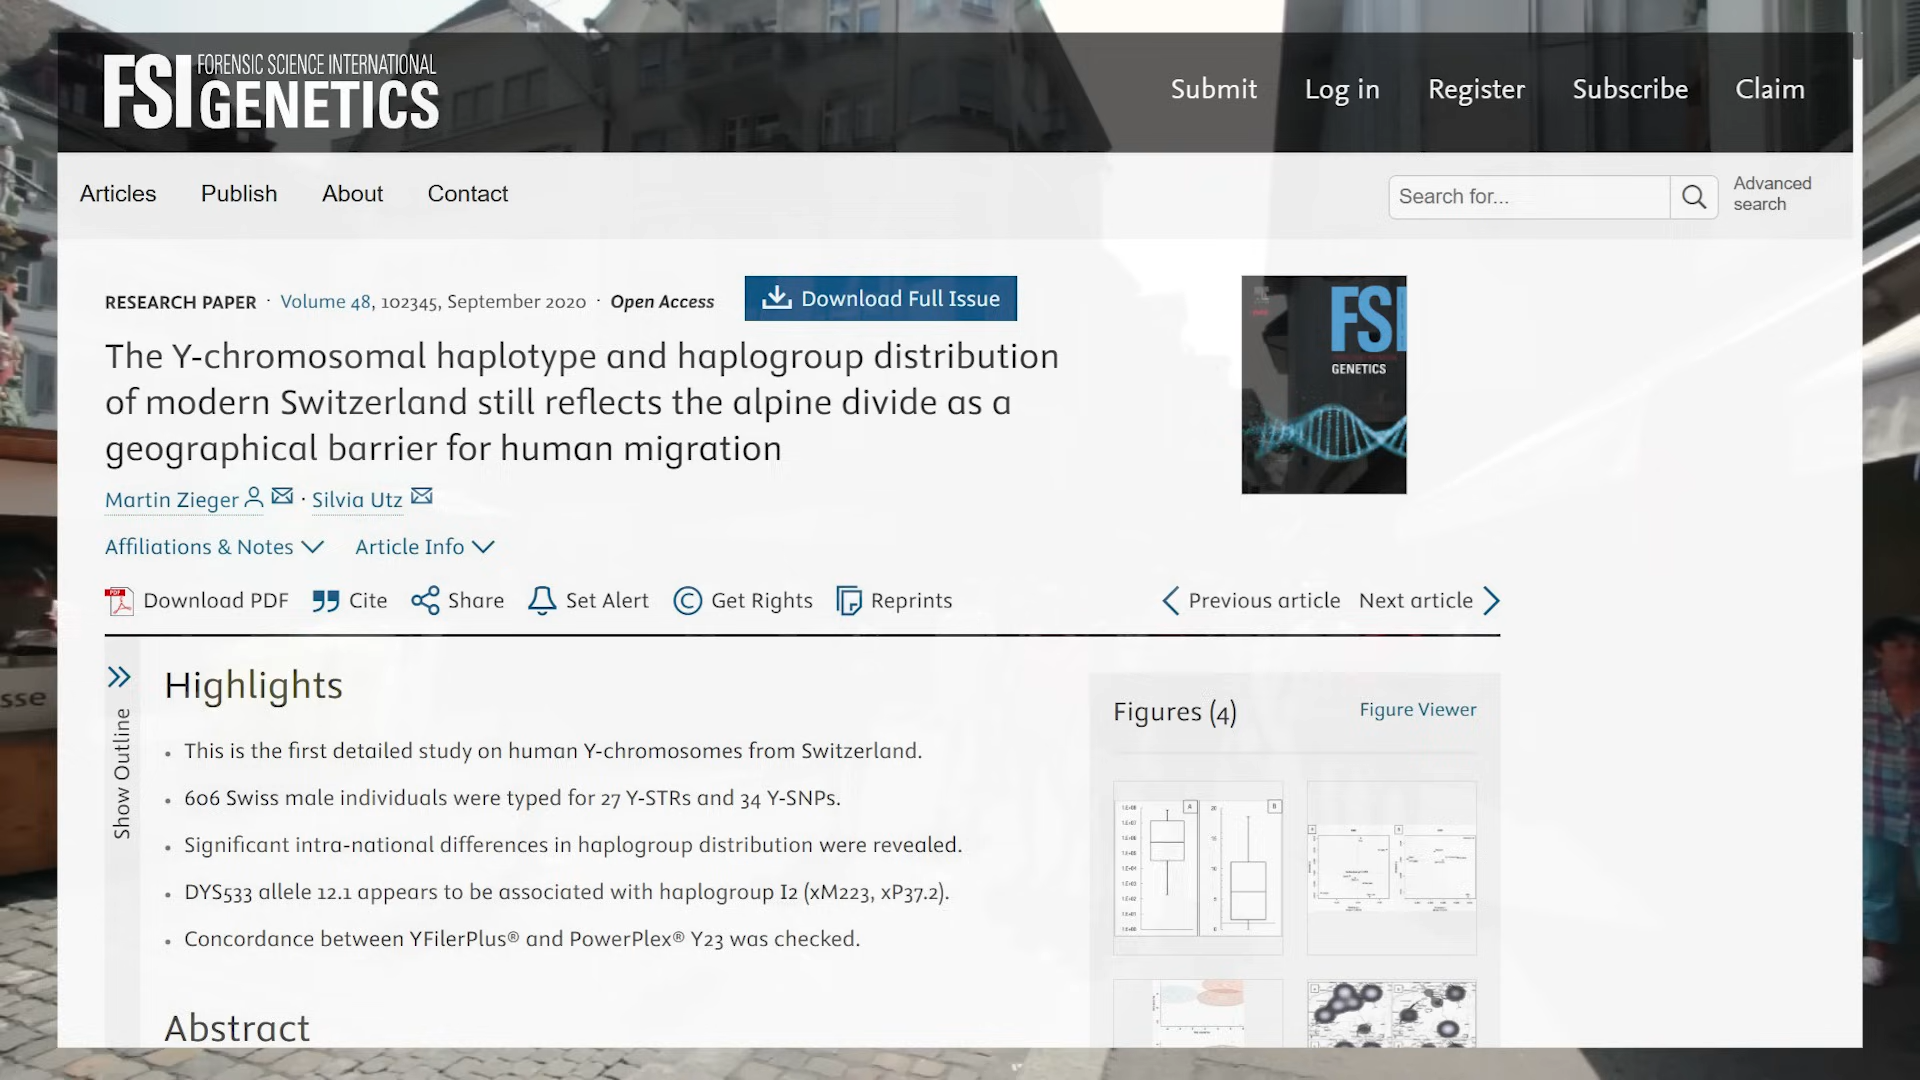 FSI FORENSIC SCIENCE INTERNATIONAL
GENETICS
Submit Log in Register Subscribe Claim
Articles Publish About Contact
Search for...
Advanced
search
RESEARCH PAPER · Volume 48, 102345, September 2020 · Open Access
Download Full Issue
The Y-chromosomal haplotype and haplogroup distribution
of modern Switzerland still reflects the alpine divide as a
geographical barrier for human migration
FSI
GENETICS
Martin Zieger · Silvia Utz
Affiliations & Notes Article Info
Download PDF Cite Share Set Alert Get Rights Reprints
Previous article Next article
Show Outline
Highlights
• This is the first detailed study on human Y-chromosomes from Switzerland.
• 606 Swiss male individuals were typed for 27 Y-STRs and 34 Y-SNPs.
• Significant intra-national differences in haplogroup distribution were revealed.
• DYS533 allele 12.1 appears to be associated with haplogroup I2 (xM223, xP37.2).
• Concordance between YFilerPlus® and PowerPlex® Y23 was checked.
Abstract
Figures (4) Figure Viewer
A B
sse